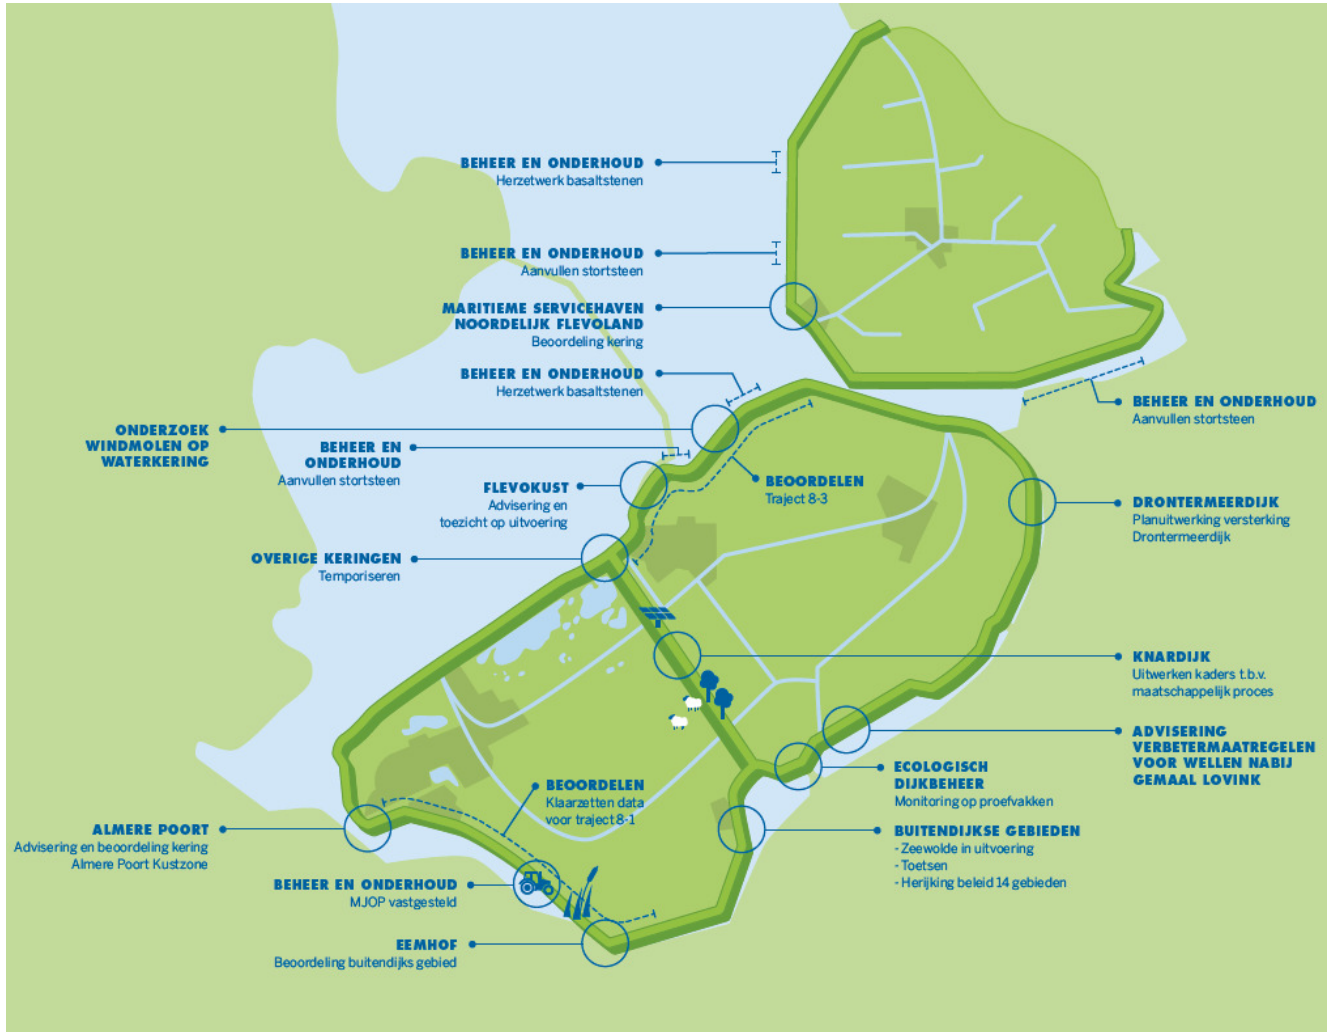 BEHEER EN ONDERHOUD
Herzetwerk basaltstenen
BEHEER EN ONDERHOUD
Aanvullen stortsteen
MARITIEME SERVICEHAVEN
NOORDELIJK FLEVOLAND
Beoordeling kering
BEHEER EN ONDERHOUD
Herzetwerk basaltstenen
BEHEER EN ONDERHOUD
Aanvullen stortsteen
ONDERZOEK
WINDMOLEN OP
WATERKERING
BEHEER EN
ONDERHOUD
Aanvullen stortsteen
FLEVOKUST
Advisering en
toezicht op uitvoering
BEOORDELEN
Traject 8-3
DRONTERMEERDIJK
Planuitwerking versterking
Drontermeerdijk
OVERIGE KERINGEN
Temporiseren
KNARDIJK
Uitwerken kaders t.b.v.
maatschappelijk proces
ADVISERING
VERBETERMAATREGELEN
VOOR WELLEN NABIJ
GEMAAL LOVINK
ECOLOGISCH
DIJKBEHEER
Monitoring op proefvakken
BEOORDELEN
Klaarzetten data
voor traject 8-1
BUITENDIJKSE GEBIEDEN
- Zeewolde in uitvoering
- Toetsen
- Herijking beleid 14 gebieden
ALMERE POORT
Advisering en beoordeling kering
Almere Poort Kustzone
BEHEER EN ONDERHOUD
MJOP vastgesteld
EEMHOF
Beoordeling buitendijks gebied